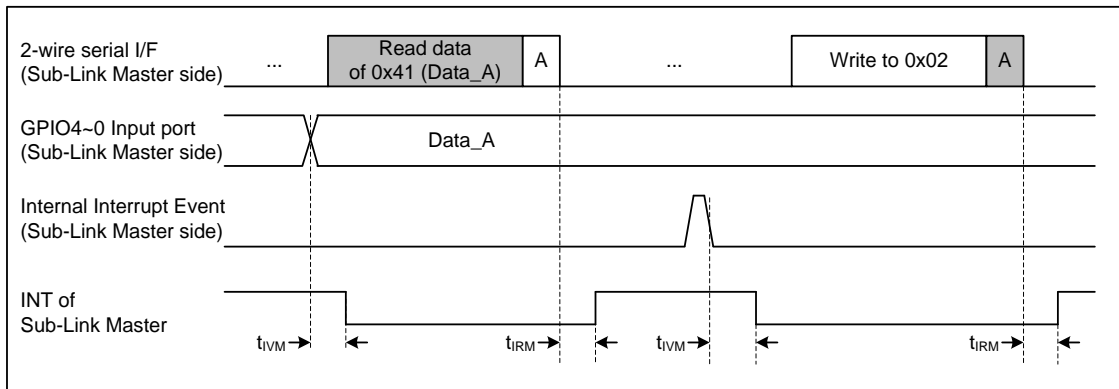 2-wire serial I/F
(Sub-Link Master side)
...
Read data
of 0x41 (Data_A)
A
...
Write to 0x02
A
GPIO4~0 Input port
(Sub-Link Master side)
Data_A
Internal Interrupt Event
(Sub-Link Master side)
INT of
Sub-Link Master
tIVM
tIRM
tIVM
tIRM